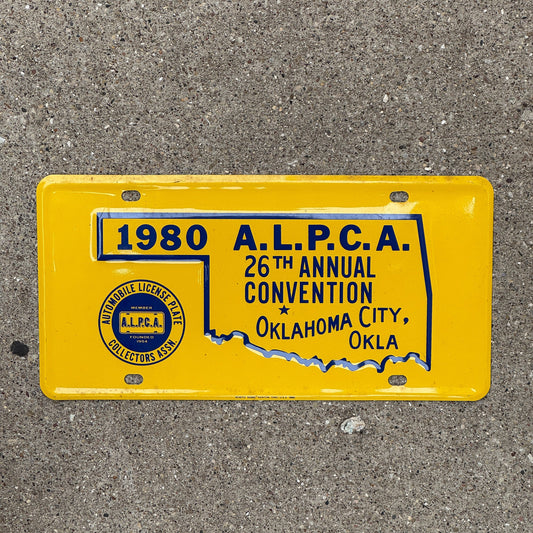 1980 A.L.P.C.A.
26TH ANNUAL
CONVENTION
OKLAHOMA CITY,
OKLA
AUTOMOBILE LICENSE PLATE
MEMBER
A.L.P.C.A.
FOUNDED
1954
COLLECTORS ASSN.